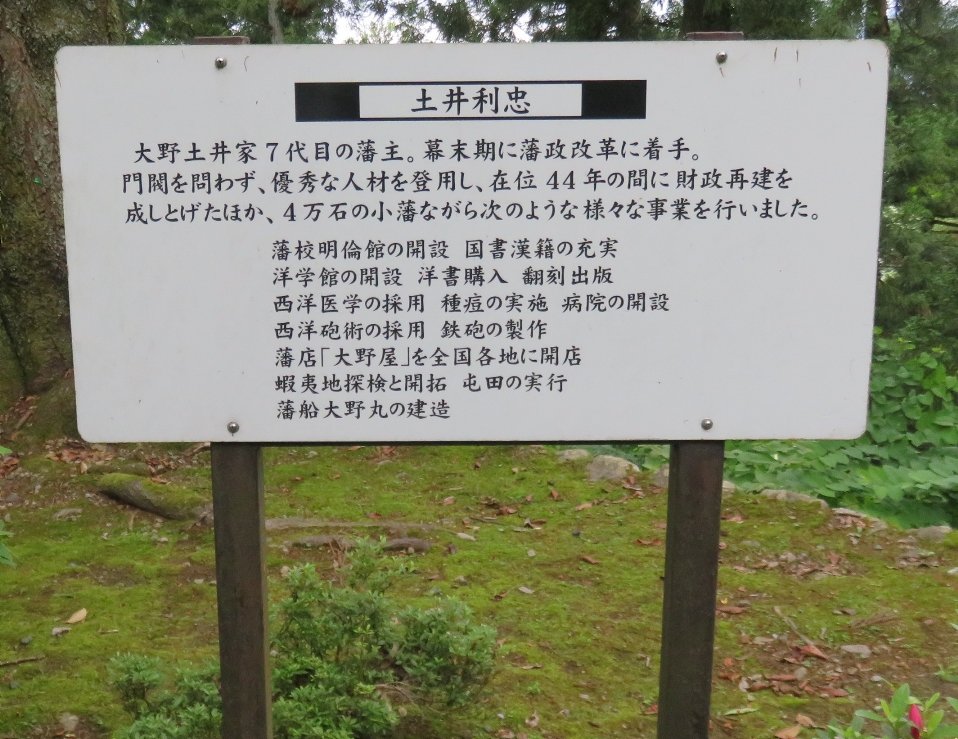 土井利忠
大野土井家7代目の藩主。幕末期に藩政改革に着手。
門閥を問わず、優秀な人材を登用し、在位44年の間に財政再建を
成しとげたほか、4万石の小藩ながら次のような様々な事業を行いました。
藩校明倫館の開設 国書漢籍の充実
洋学館の開設 洋書購入 翻刻出版
西洋医学の採用 種痘の実施 病院の開設
西洋砲術の採用 鉄砲の製作
藩店「大野屋」を全国各地に開店
蝦夷地探検と開拓 屯田の実行
藩船大野丸の建造